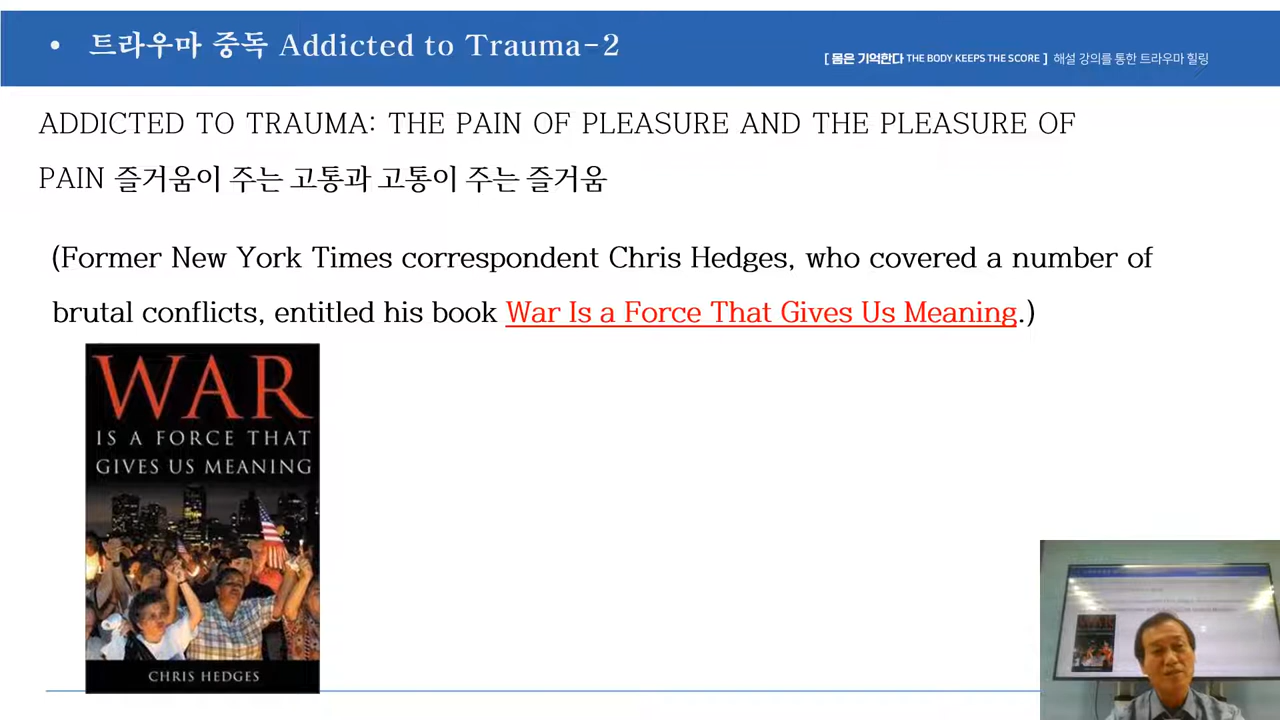 • 트라우마 중독 Addicted to Trauma-2
[ 몸은 기억한다 THE BODY KEEPS THE SCORE ] 해설 강의를 통한 트라우마 힐링
ADDICTED TO TRAUMA: THE PAIN OF PLEASURE AND THE PLEASURE OF
PAIN 즐거움이 주는 고통과 고통이 주는 즐거움
(Former New York Times correspondent Chris Hedges, who covered a number of
brutal conflicts, entitled his book War Is a Force That Gives Us Meaning.)
WAR
IS A FORCE THAT
GIVES US MEANING
CHRIS HEDGES